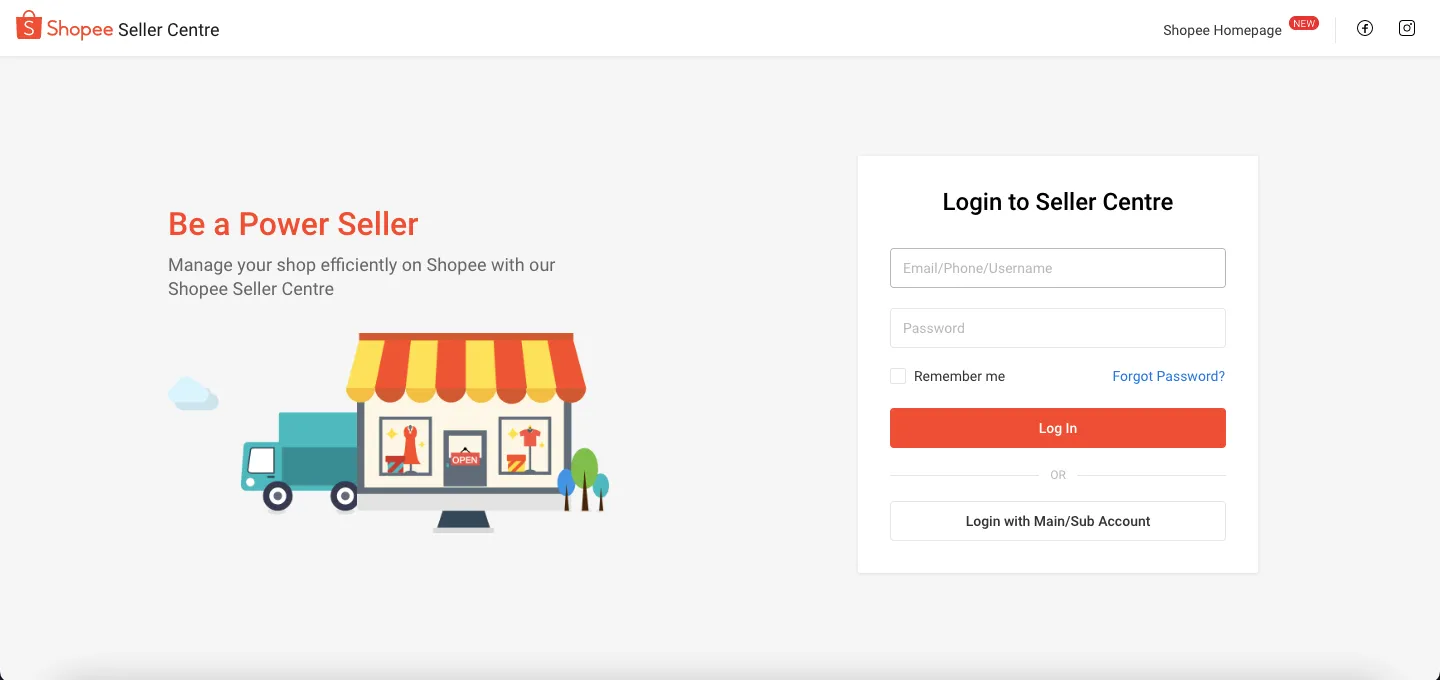 Shopee Seller Centre
Shopee Homepage NEW
Be a Power Seller
Manage your shop efficiently on Shopee with our
Shopee Seller Centre
OPEN
Login to Seller Centre
Email/Phone/Username
Password
Remember me Forgot Password?
Log In
OR
Login with Main/Sub Account